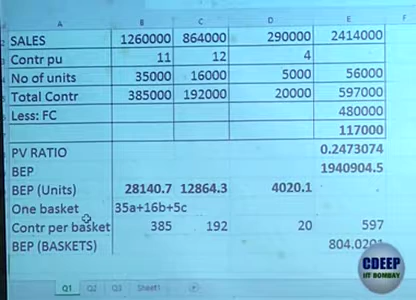 A B C D E F
SALES 1260000 864000 290000 2414000
Contr pu 11 12 4
No of units 35000 16000 5000 56000
Total Contr 385000 192000 20000 597000
Less: FC 480000
117000
PV RATIO 0.2473074
BEP 1940904.5
BEP (Units) 28140.7 12864.3 4020.1
One basket 35a+16b+5c
Contr per basket 385 192 20 597
BEP (BASKETS) 804.0201
CDEEP
IIT BOMBAY
Q1 Q2 Q3 Sheet1